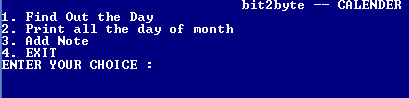 bit2byte -- CALENDER
1. Find Out the Day
2. Print all the day of month
3. Add Note
4. EXIT
ENTER YOUR CHOICE :